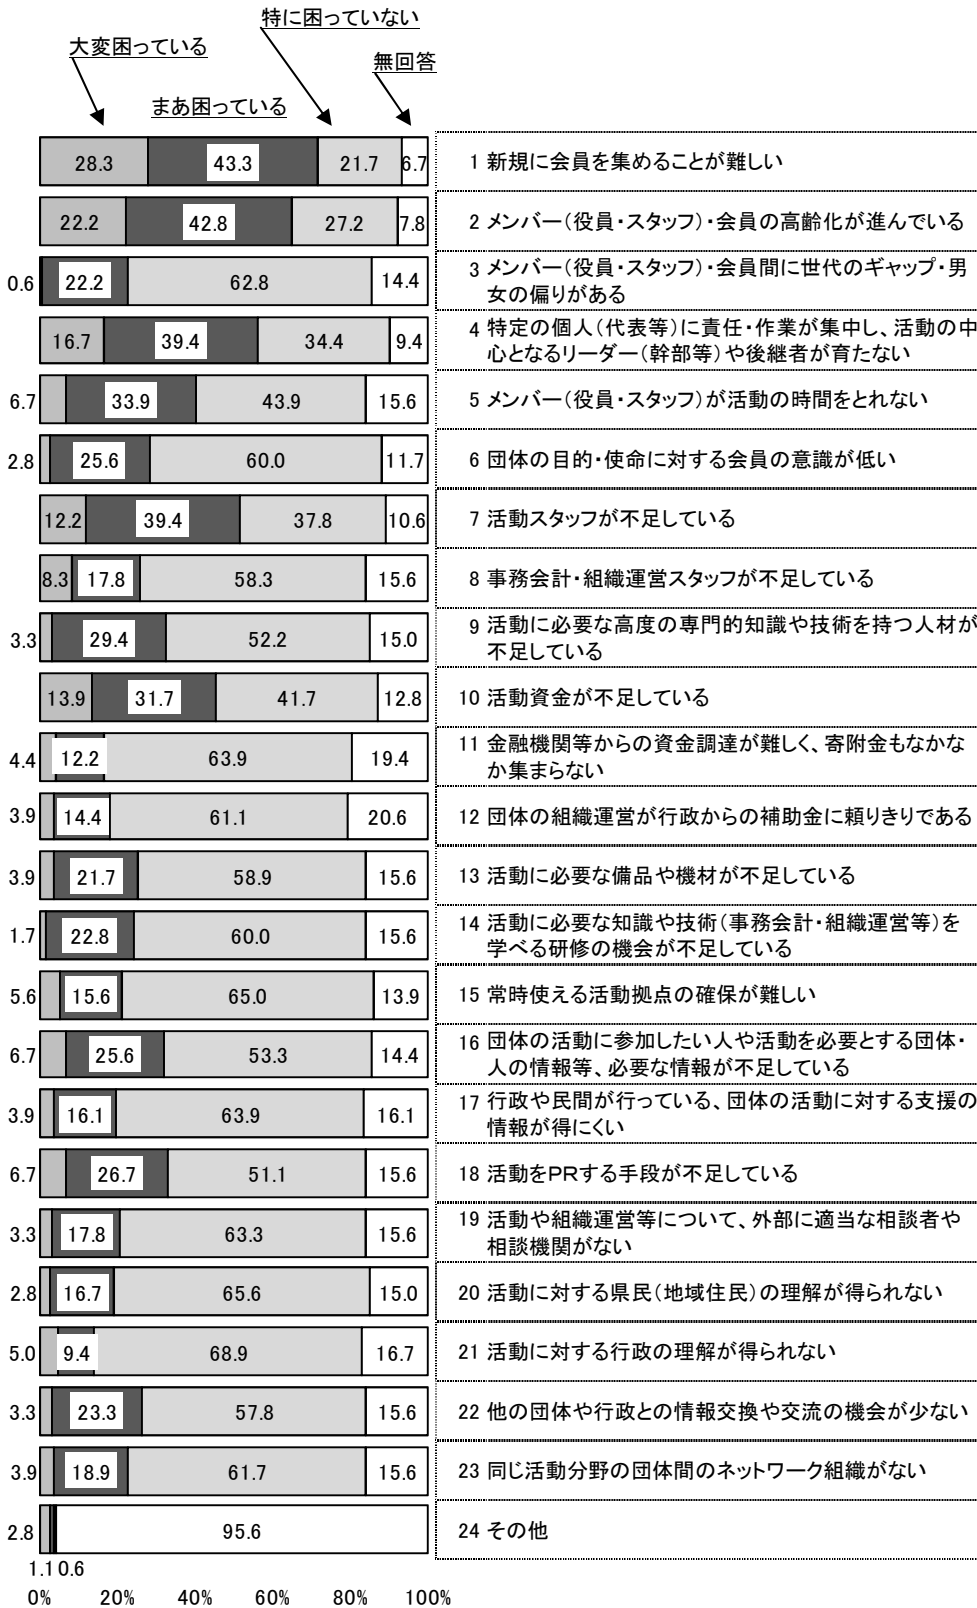 特に困っていない
大変困っている
無回答
まあ困っている
28.3 43.3 21.7 6.7 1 新規に会員を集めることが難しい
22.2 42.8 27.2 7.8 2 メンバー(役員・スタッフ)・会員の高齢化が進んでいる
0.6 22.2 62.8 14.4 3 メンバー(役員・スタッフ)・会員間に世代のギャップ・男
女の偏りがある
16.7 39.4 34.4 9.4 4 特定の個人(代表等)に責任・作業が集中し、活動の中
心となるリーダー(幹部等)や後継者が育たない
6.7 33.9 43.9 15.6 5 メンバー(役員・スタッフ)が活動の時間をとれない
2.8 25.6 60.0 11.7 6 団体の目的・使命に対する会員の意識が低い
12.2 39.4 37.8 10.6 7 活動スタッフが不足している
8.3 17.8 58.3 15.6 8 事務会計・組織運営スタッフが不足している
3.3 29.4 52.2 15.0 9 活動に必要な高度の専門的知識や技術を持つ人材が
不足している
13.9 31.7 41.7 12.8 10 活動資金が不足している
4.4 12.2 63.9 19.4 11 金融機関等からの資金調達が難しく、寄附金もなかな
か集まらない
3.9 14.4 61.1 20.6 12 団体の組織運営が行政からの補助金に頼りきりである
3.9 21.7 58.9 15.6 13 活動に必要な備品や機材が不足している
1.7 22.8 60.0 15.6 14 活動に必要な知識や技術(事務会計・組織運営等)を
学べる研修の機会が不足している
5.6 15.6 65.0 13.9 15 常時使える活動拠点の確保が難しい
6.7 25.6 53.3 14.4 16 団体の活動に参加したい人や活動を必要とする団体・
人の情報等、必要な情報が不足している
3.9 16.1 63.9 16.1 17 行政や民間が行っている、団体の活動に対する支援の
情報が得にくい
6.7 26.7 51.1 15.6 18 活動をPRする手段が不足している
3.3 17.8 63.3 15.6 19 活動や組織運営等について、外部に適当な相談者や
相談機関がない
2.8 16.7 65.6 15.0 20 活動に対する県民(地域住民)の理解が得られない
5.0 9.4 68.9 16.7 21 活動に対する行政の理解が得られない
3.3 23.3 57.8 15.6 22 他の団体や行政との情報交換や交流の機会が少ない
3.9 18.9 61.7 15.6 23 同じ活動分野の団体間のネットワーク組織がない
2.8 95.6 24 その他
1.1 0.6
0% 20% 40% 60% 80% 100%